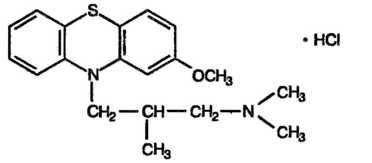 S
· HCl
N
OCH₃
CH₂—CH—CH₂—N
CH₃
CH₃
CH₃